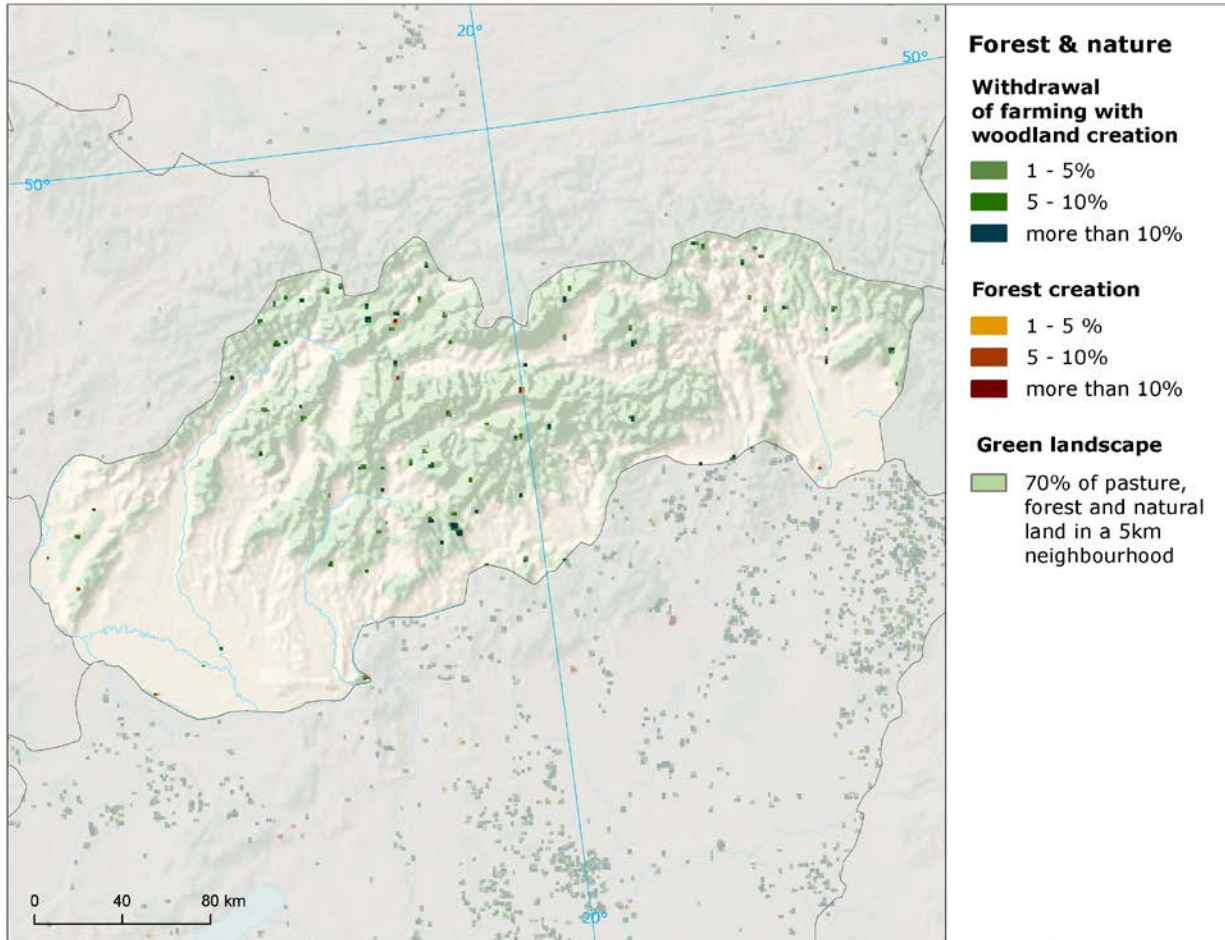 20°
50°
50°
20°
0 40 80 km
Forest & nature
Withdrawal
of farming with
woodland creation
1 - 5%
5 - 10%
more than 10%
Forest creation
1 - 5 %
5 - 10%
more than 10%
Green landscape
70% of pasture,
forest and natural
land in a 5km
neighbourhood